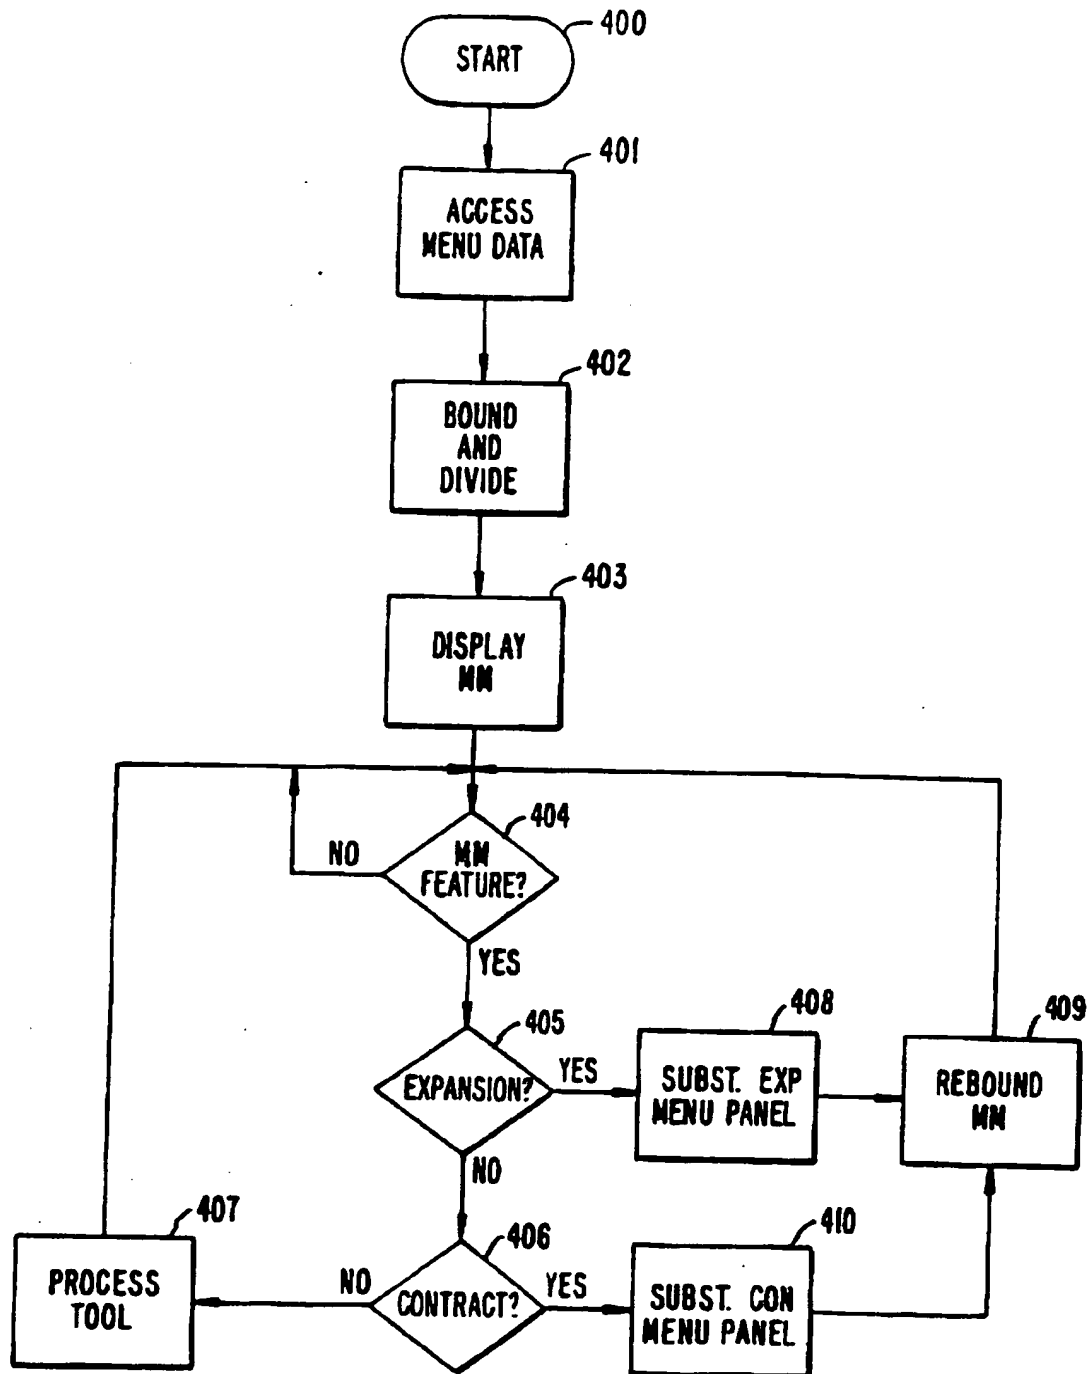 400
START
401
ACCESS
MENU DATA
402
BOUND
AND
DIVIDE
403
DISPLAY
MM
404
NO
MM
FEATURE?
YES
405
EXPANSION?
YES
408
SUBST. EXP
MENU PANEL
409
REBOUND
MM
NO
407
PROCESS
TOOL
NO
406
CONTRACT?
YES
410
SUBST. CON
MENU PANEL